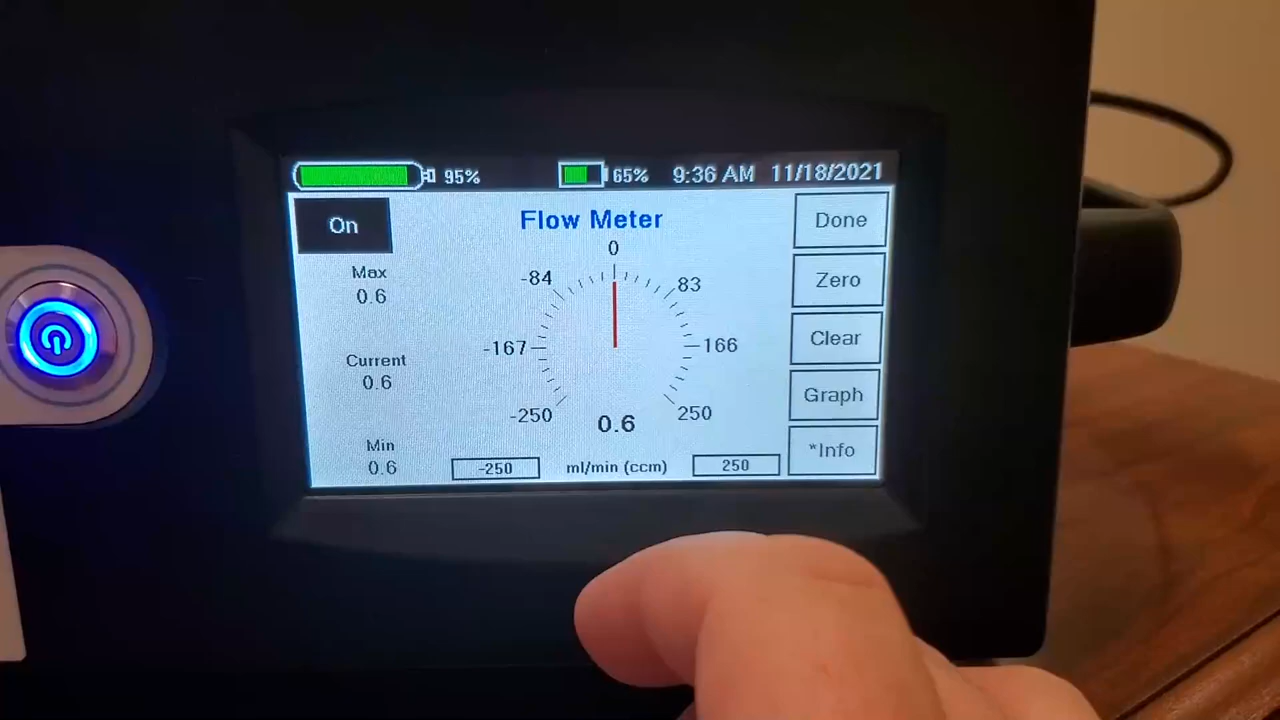 95% 65% 9:36 AM 11/18/2021
On
Flow Meter
Done
Max
0.6
Current
0.6
Min
0.6
0
-84
83
-167
166
-250
250
0.6
-250
ml/min (ccm)
250
Zero
Clear
Graph
*Info